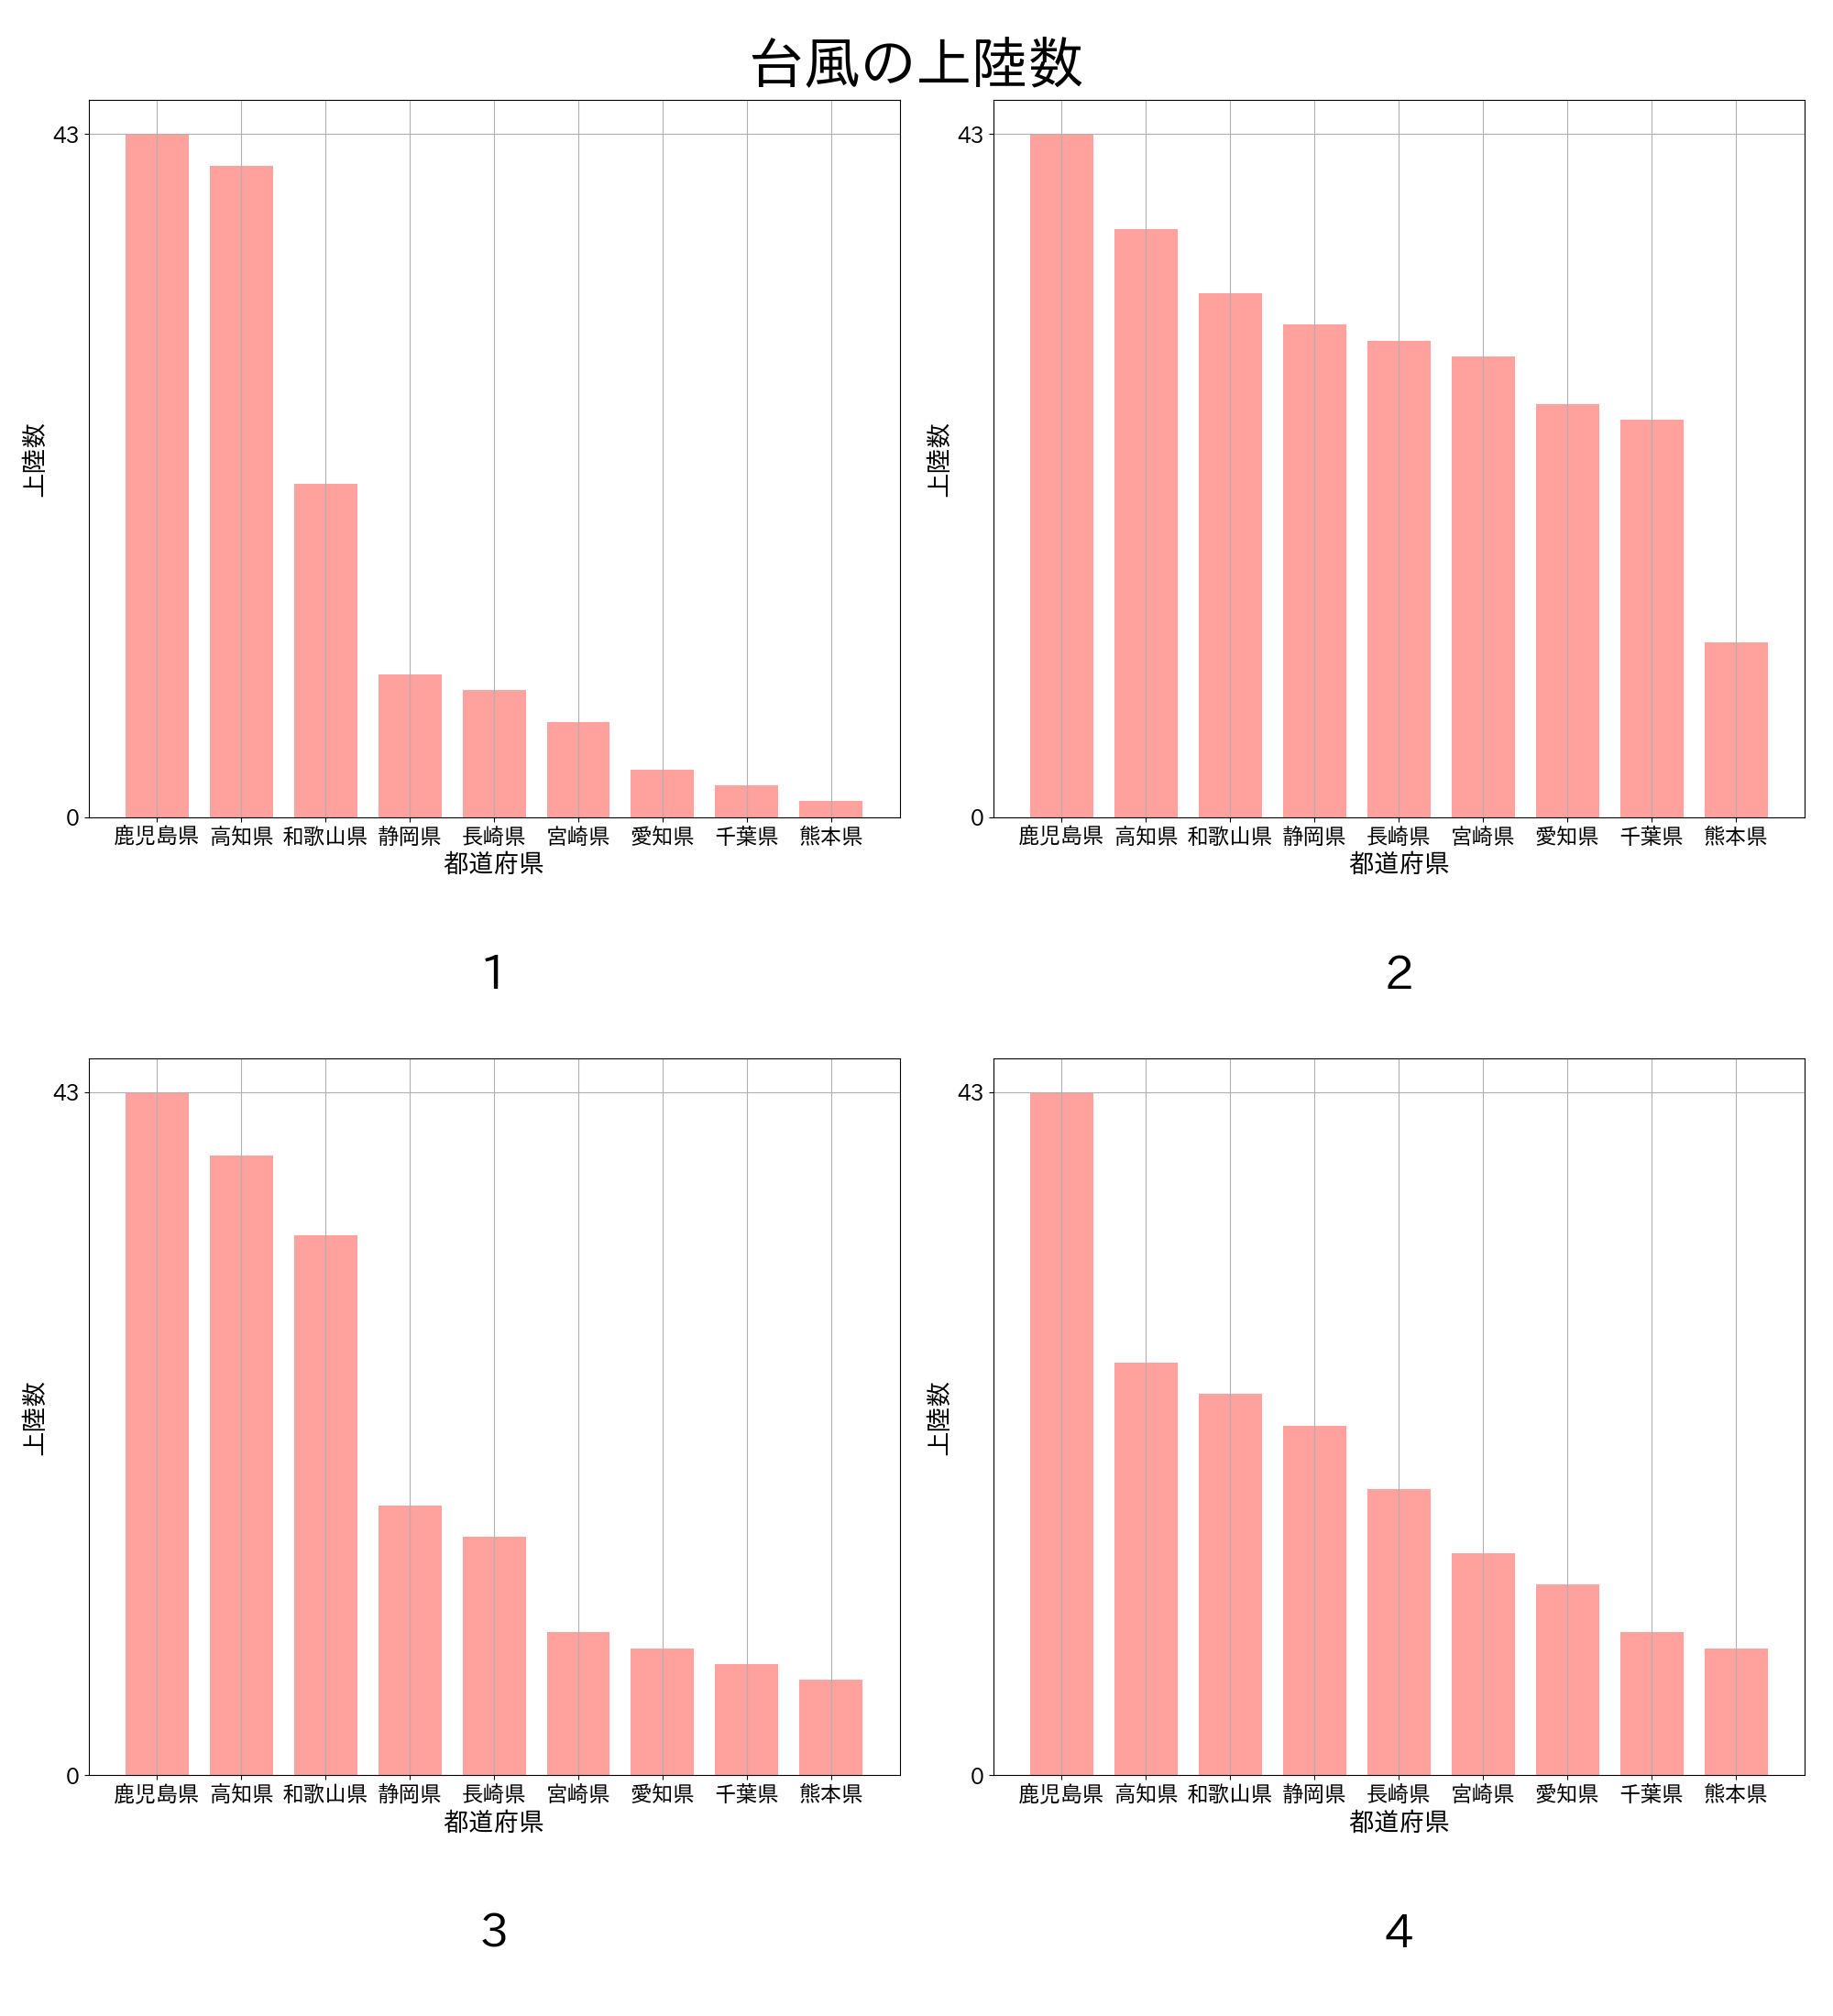 台風の上陸数
43
0
上陸数
鹿児島県 高知県 和歌山県 静岡県 長崎県 宮崎県 愛知県 千葉県 熊本県
都道府県
1
43
0
上陸数
鹿児島県 高知県 和歌山県 静岡県 長崎県 宮崎県 愛知県 千葉県 熊本県
都道府県
2
43
0
上陸数
鹿児島県 高知県 和歌山県 静岡県 長崎県 宮崎県 愛知県 千葉県 熊本県
都道府県
3
43
0
上陸数
鹿児島県 高知県 和歌山県 静岡県 長崎県 宮崎県 愛知県 千葉県 熊本県
都道府県
4